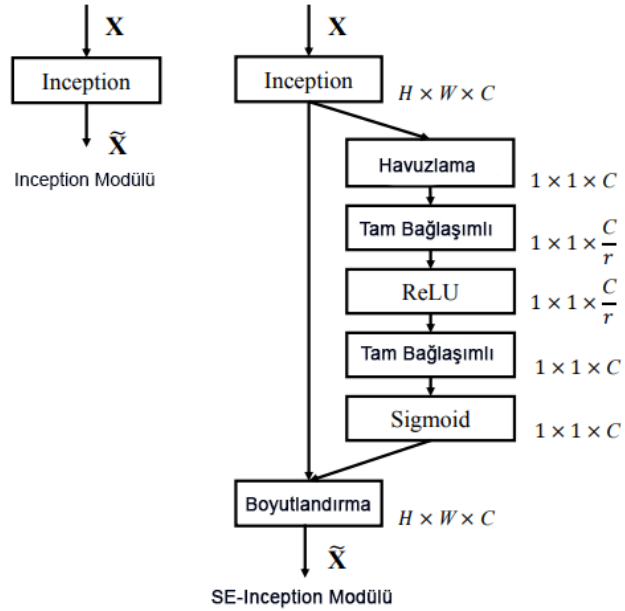 X
Inception
X̃
Inception Modülü
X
Inception
H × W × C
Havuzlama
1 × 1 × C
Tam Bağlaşımlı
1 × 1 × C/r
ReLU
1 × 1 × C/r
Tam Bağlaşımlı
1 × 1 × C
Sigmoid
1 × 1 × C
Boyutlandırma
H × W × C
X̃
SE-Inception Modülü